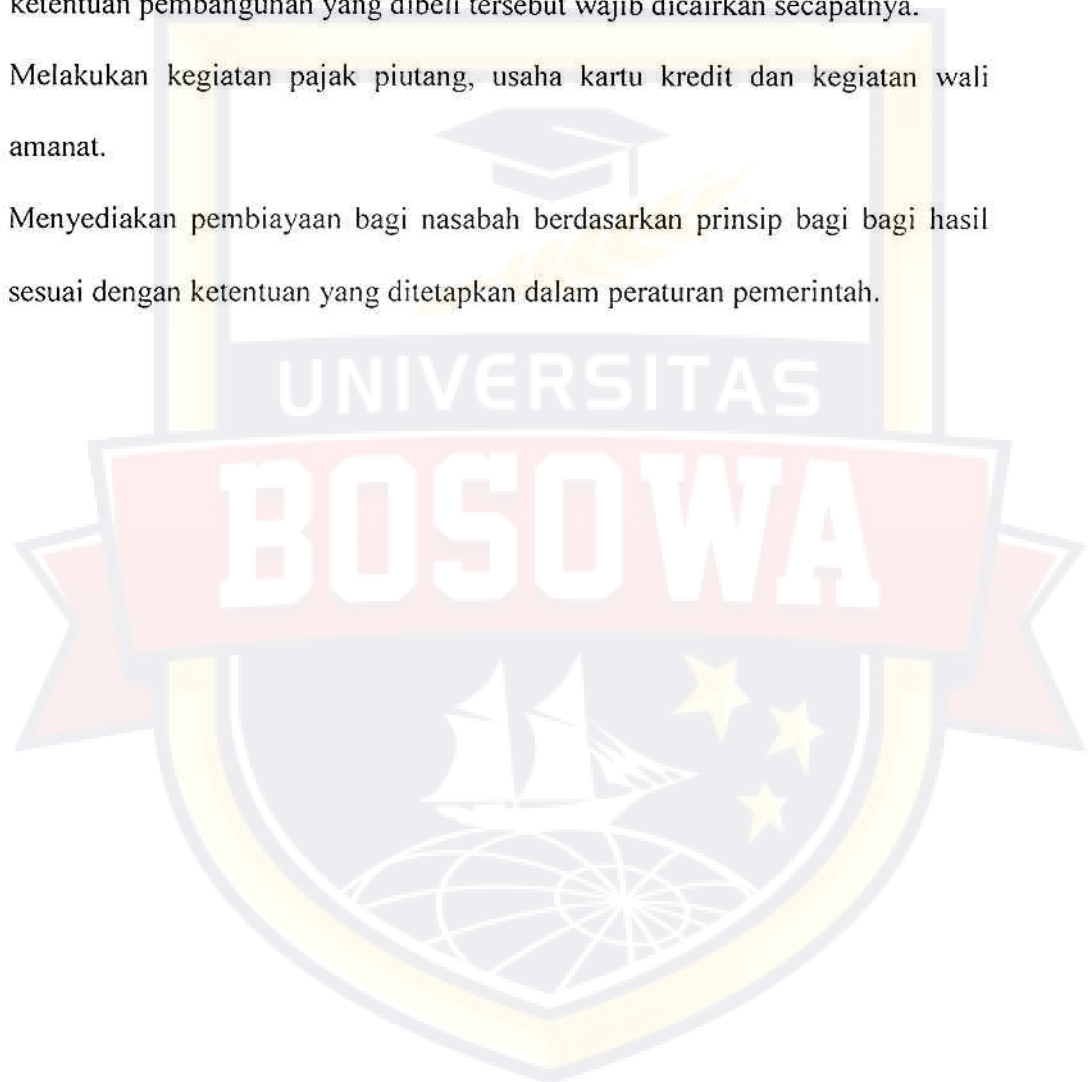 ketentuan pembangunan yang dibeli tersebut wajib dicairkan secapatnya.
Melakukan kegiatan pajak piutang, usaha kartu kredit dan kegiatan wali
amanat.
Menyediakan pembiayaan bagi nasabah berdasarkan prinsip bagi bagi hasil
sesuai dengan ketentuan yang ditetapkan dalam peraturan pemerintah.
UNIVERSITAS
BOSOWA